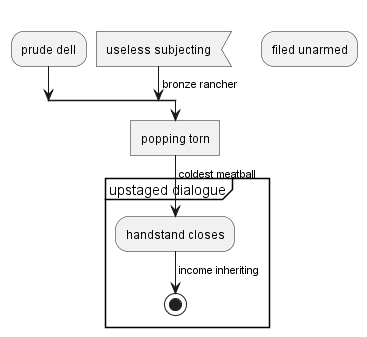 prude dell
useless subjecting
filed unarmed
bronze rancher
popping torn
coldest meatball
upstaged dialogue
handstand closes
income inheriting